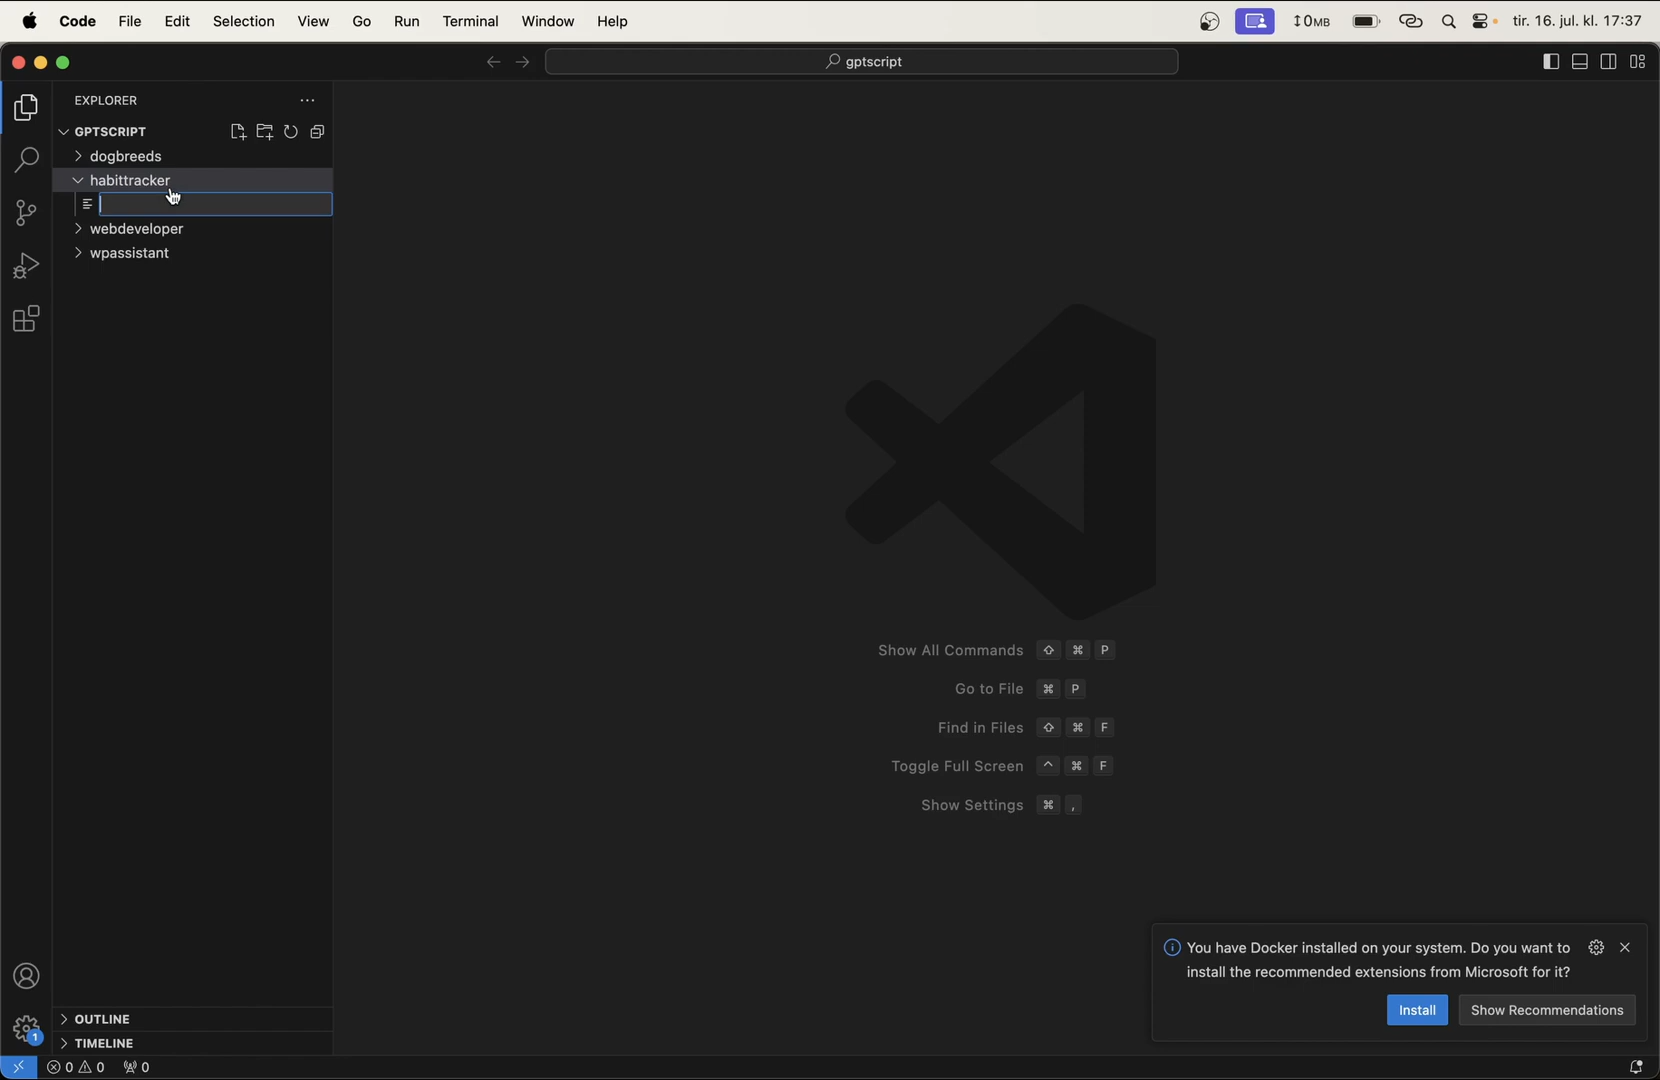 Code File Edit Selection View Go Run Terminal Window Help 0MB tir. 16. jul. kl. 17:37
gptscript
EXPLORER
GPTSCRIPT
dogbreeds
habittracker
webdeveloper
wpassistant
Show All Commands ⇧ ⌘ P
Go to File ⌘ P
Find in Files ⇧ ⌘ F
Toggle Full Screen ^ ⌘ F
Show Settings ⌘ ,
You have Docker installed on your system. Do you want to
install the recommended extensions from Microsoft for it?
Install Show Recommendations
OUTLINE
1
TIMELINE
0 0 0